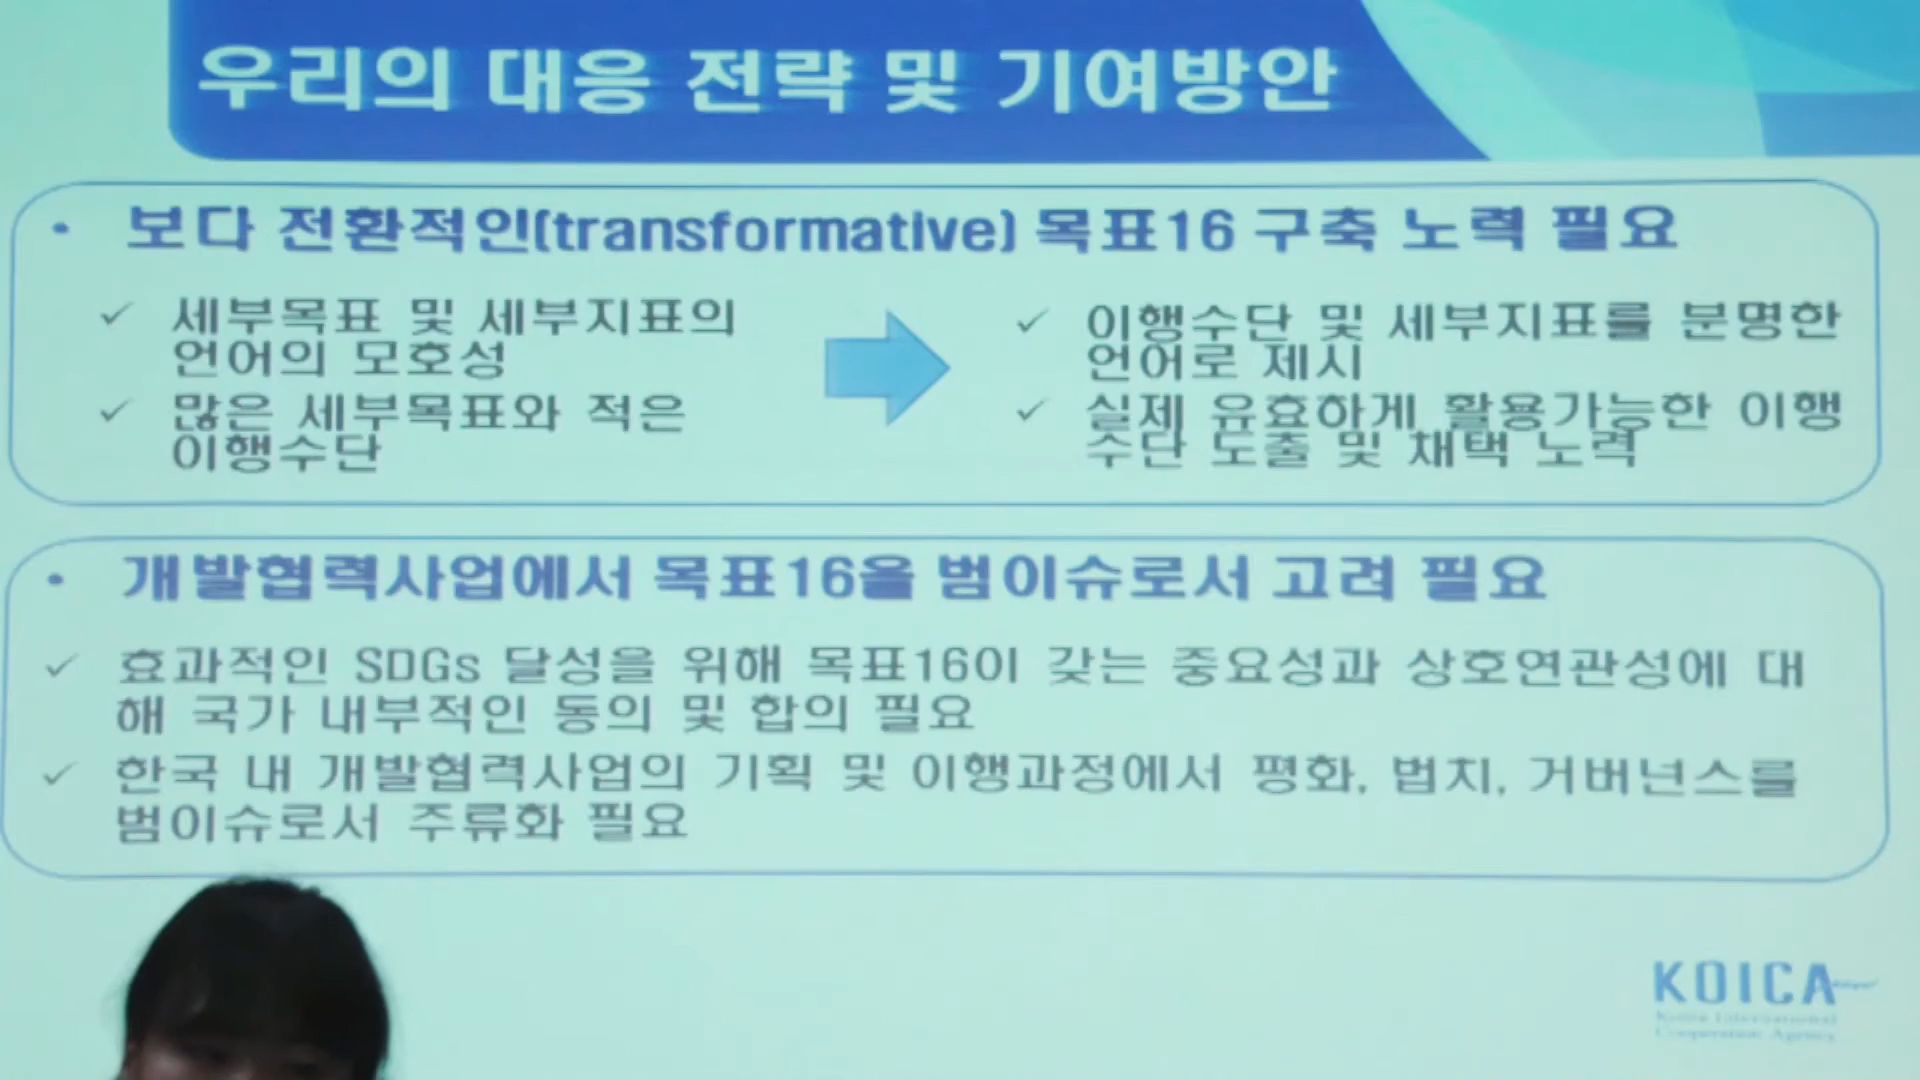 우리의 대응 전략 및 기여방안
• 보다 전환적인(transformative) 목표16 구축 노력 필요
✓ 세부목표 및 세부지표의
언어의 모호성
✓ 많은 세부목표와 적은
이행수단
✓ 이행수단 및 세부지표를 분명한
언어로 제시
✓ 실제 유효하게 활용가능한 이행
수단 도출 및 채택 노력
• 개발협력사업에서 목표16을 범이슈로서 고려 필요
✓ 효과적인 SDGs 달성을 위해 목표16이 갖는 중요성과 상호연관성에 대
해 국가 내부적인 동의 및 합의 필요
✓ 한국 내 개발협력사업의 기획 및 이행과정에서 평화, 법치, 거버넌스를
범이슈로서 주류화 필요
KOICA
Korea International
Cooperation Agency